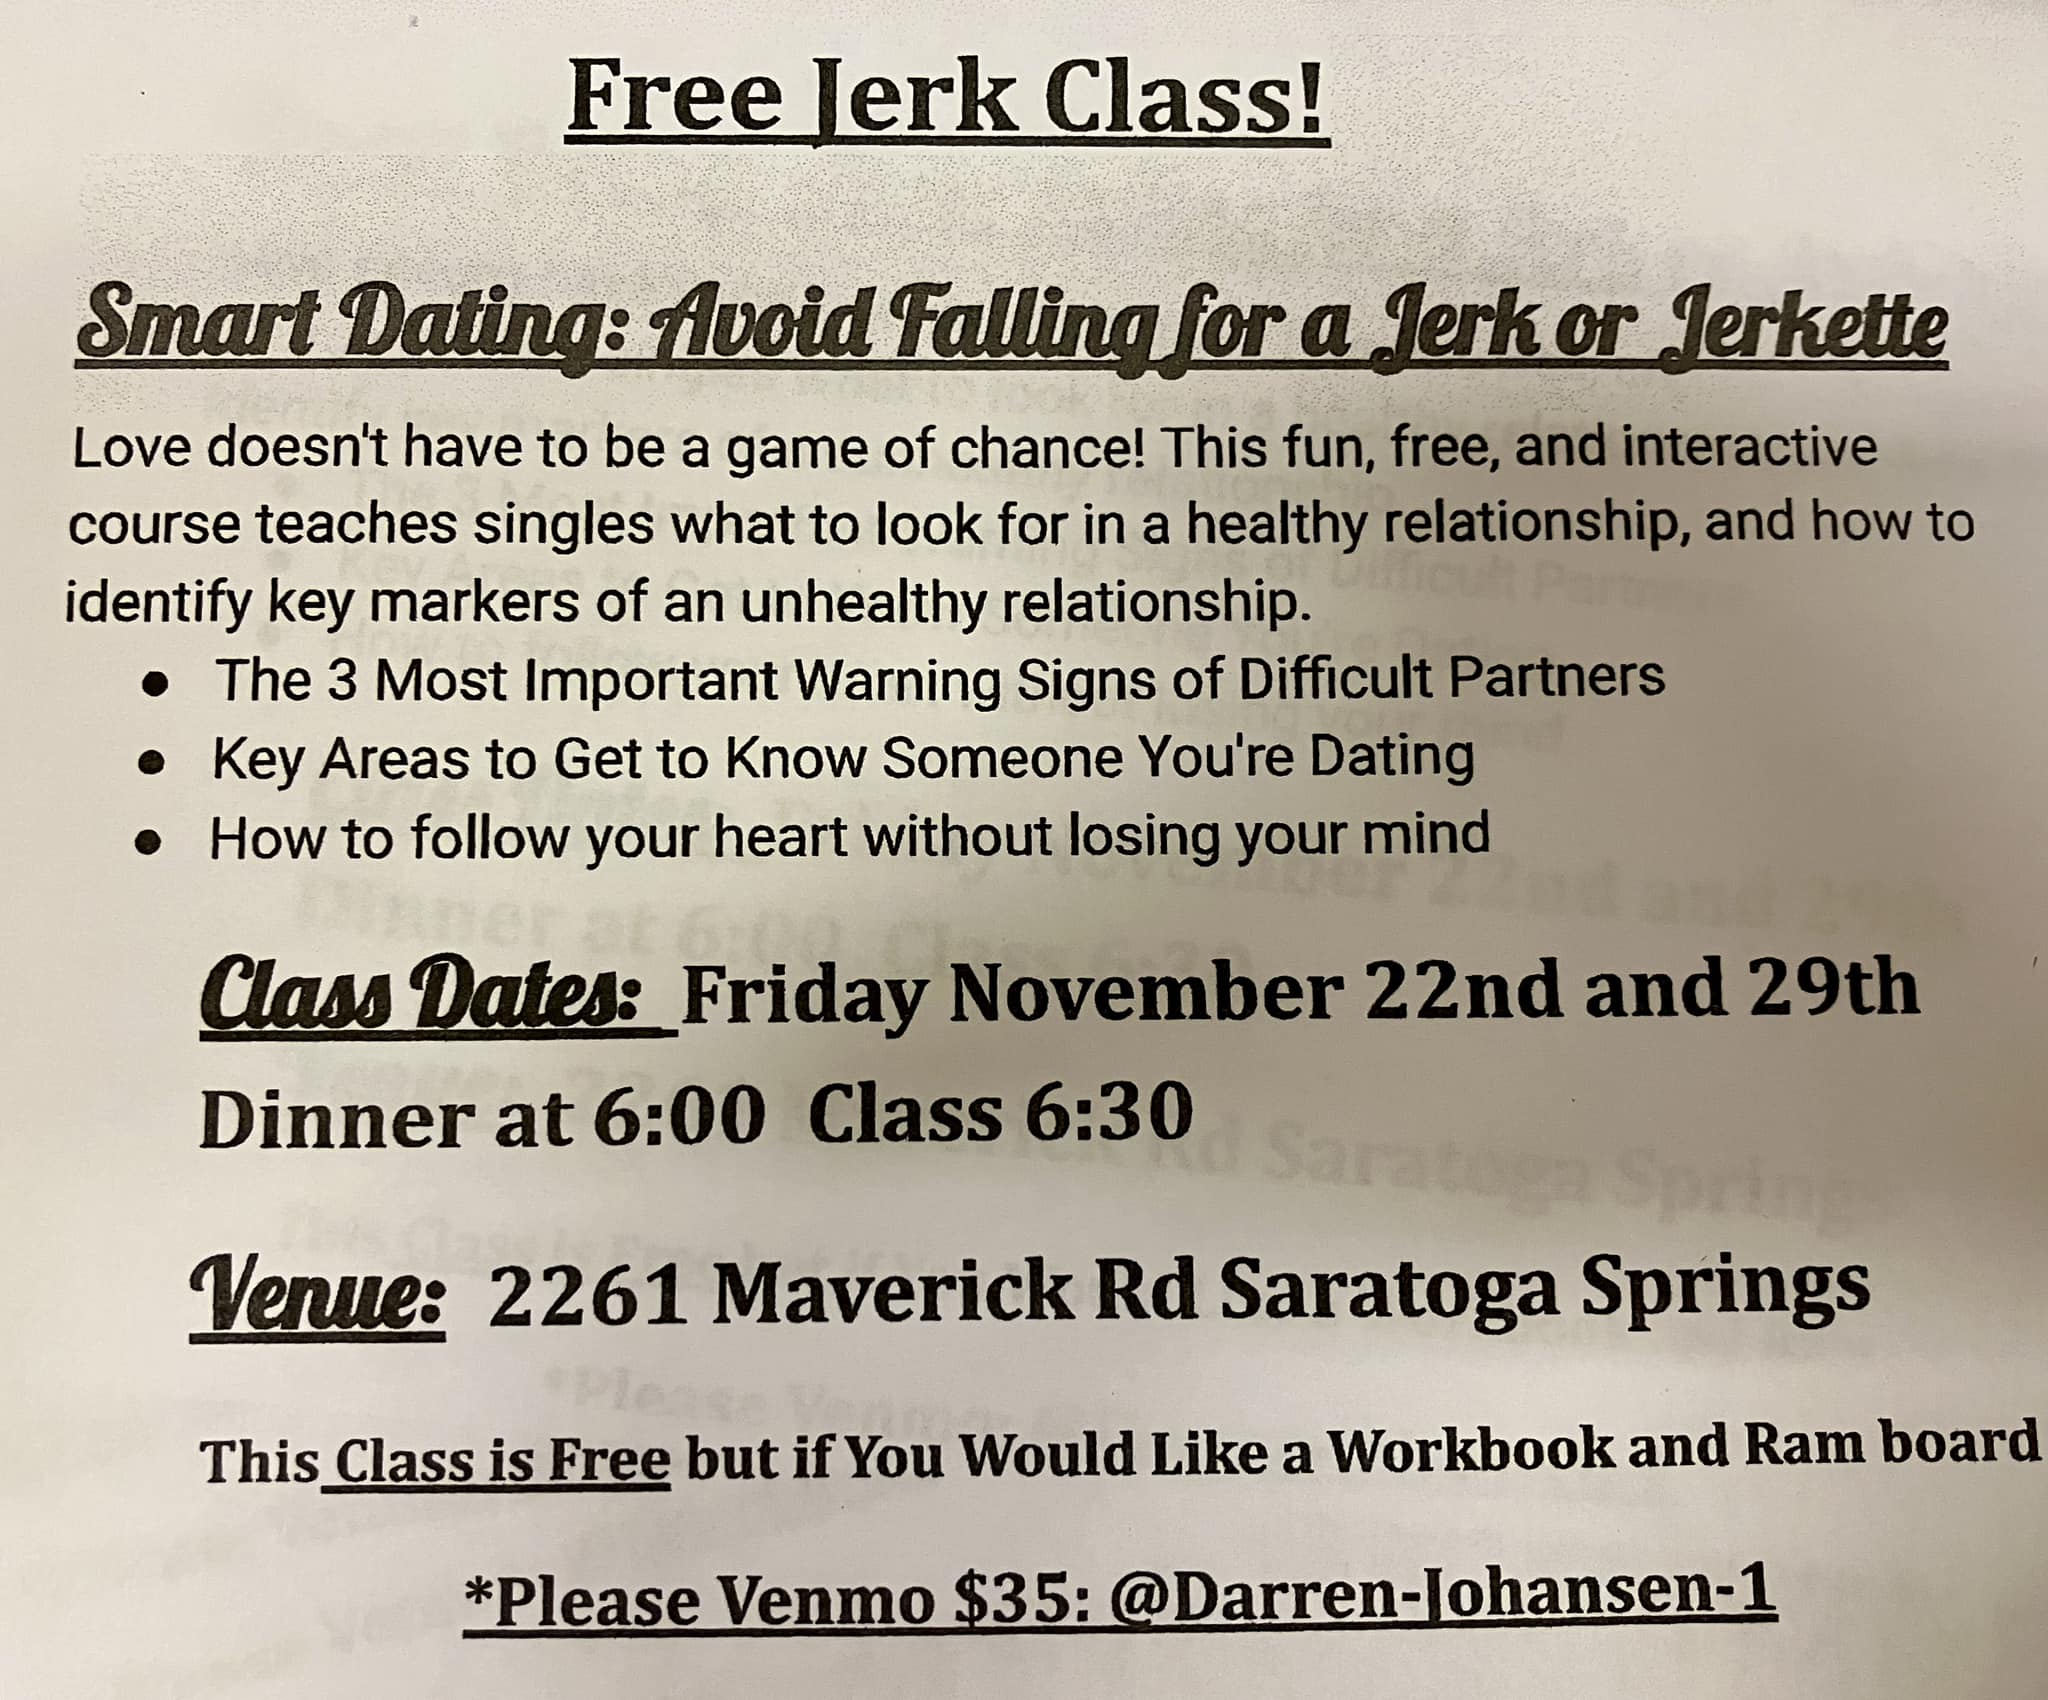 Free Jerk Class!
Smart Dating: Avoid Falling for a Jerk or Jerkette
Love doesn't have to be a game of chance! This fun, free, and interactive
course teaches singles what to look for in a healthy relationship, and how to
identify key markers of an unhealthy relationship.
● The 3 Most Important Warning Signs of Difficult Partners
● Key Areas to Get to Know Someone You're Dating
● How to follow your heart without losing your mind
Class Dates: Friday November 22nd and 29th
Dinner at 6:00 Class 6:30
Venue: 2261 Maverick Rd Saratoga Springs
This Class is Free but if You Would Like a Workbook and Ram board
*Please Venmo $35: @Darren-Johansen-1